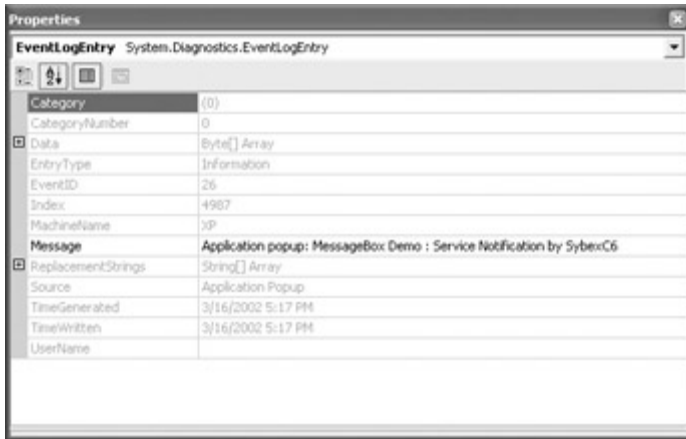 Properties
EventLogEntry System.Diagnostics.EventLogEntry
Category (0)
CategoryNumber 0
Data Byte[] Array
EntryType Information
EventID 26
Index 4987
MachineName XP
Message Application popup: MessageBox Demo : Service Notification by SybexC6
ReplacementStrings String[] Array
Source Application Popup
TimeGenerated 3/16/2002 5:17 PM
TimeWritten 3/16/2002 5:17 PM
UserName